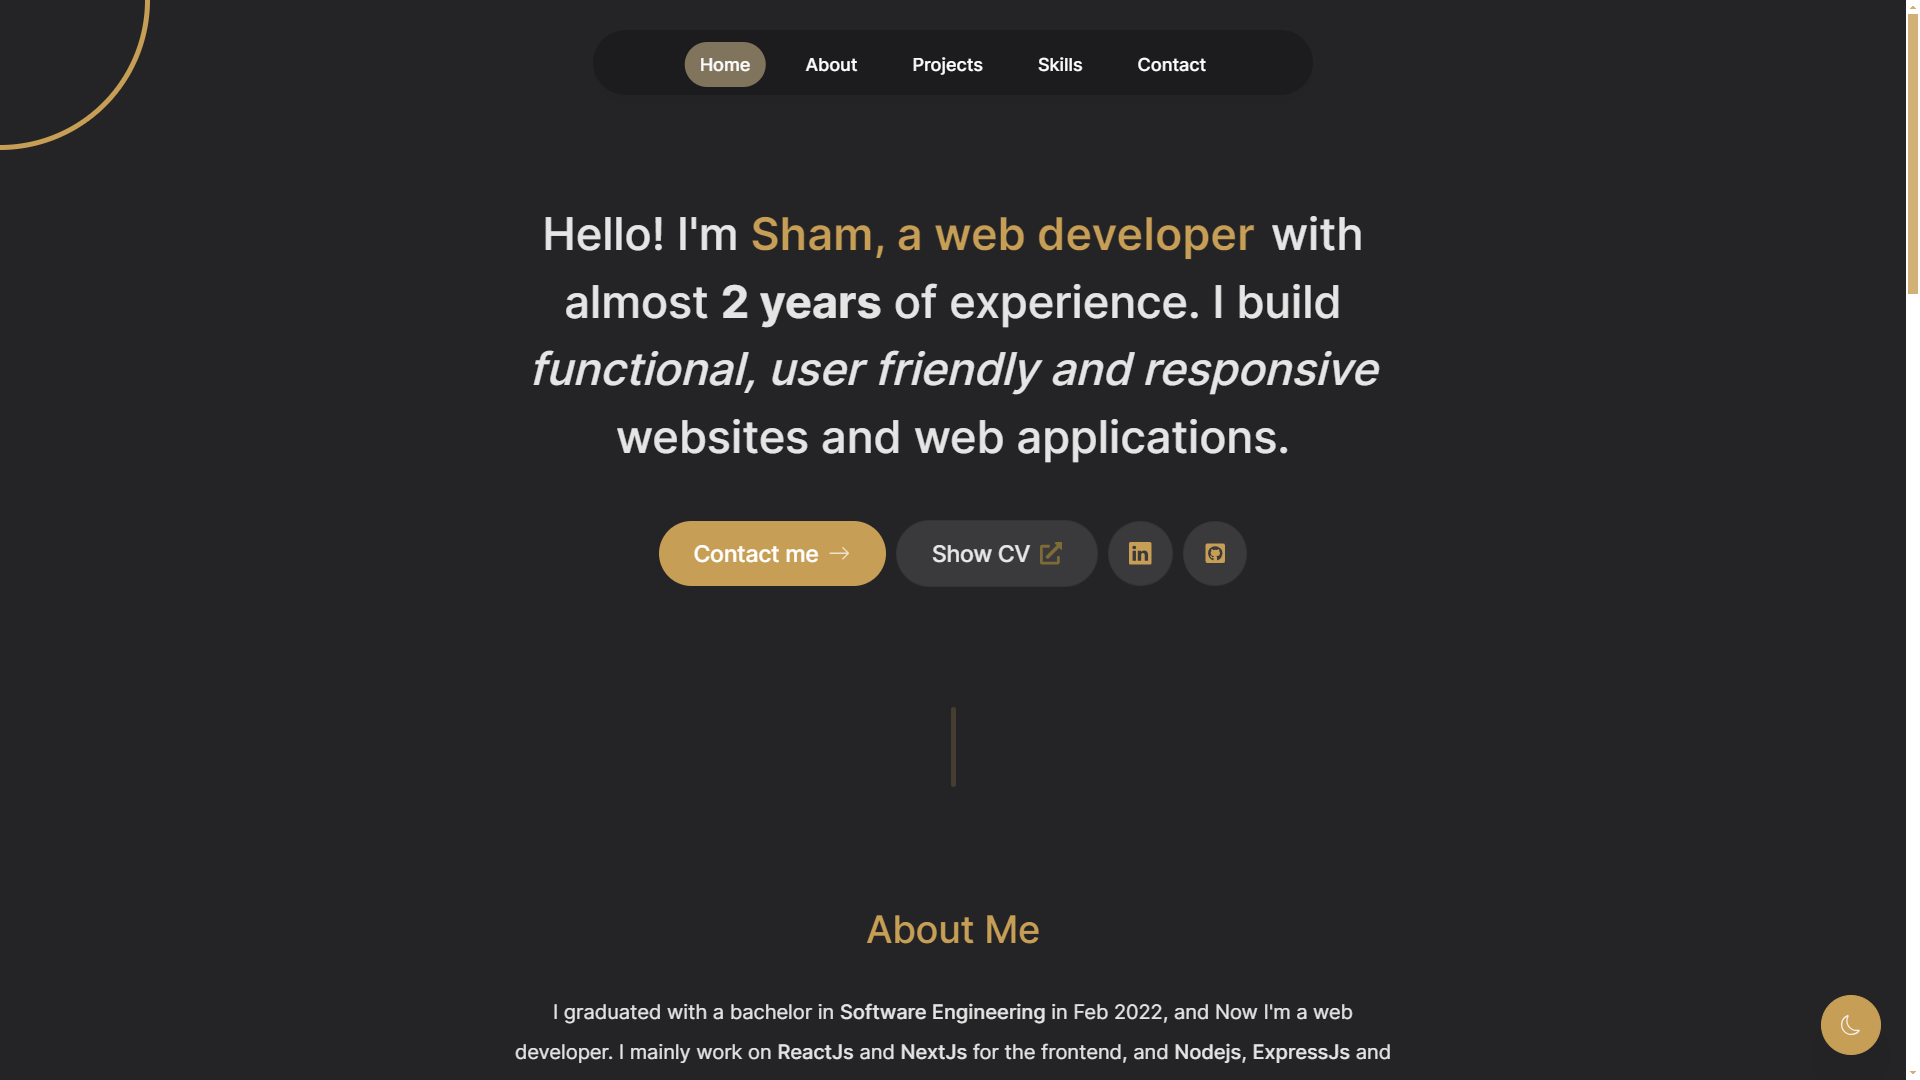 Home About Projects Skills Contact
Hello! I'm Sham, a web developer with
almost 2 years of experience. I build
functional, user friendly and responsive
websites and web applications.
Contact me Show CV in
About Me
I graduated with a bachelor in Software Engineering in Feb 2022, and Now I'm a web
developer. I mainly work on ReactJs and NextJs for the frontend, and Nodejs, ExpressJs and